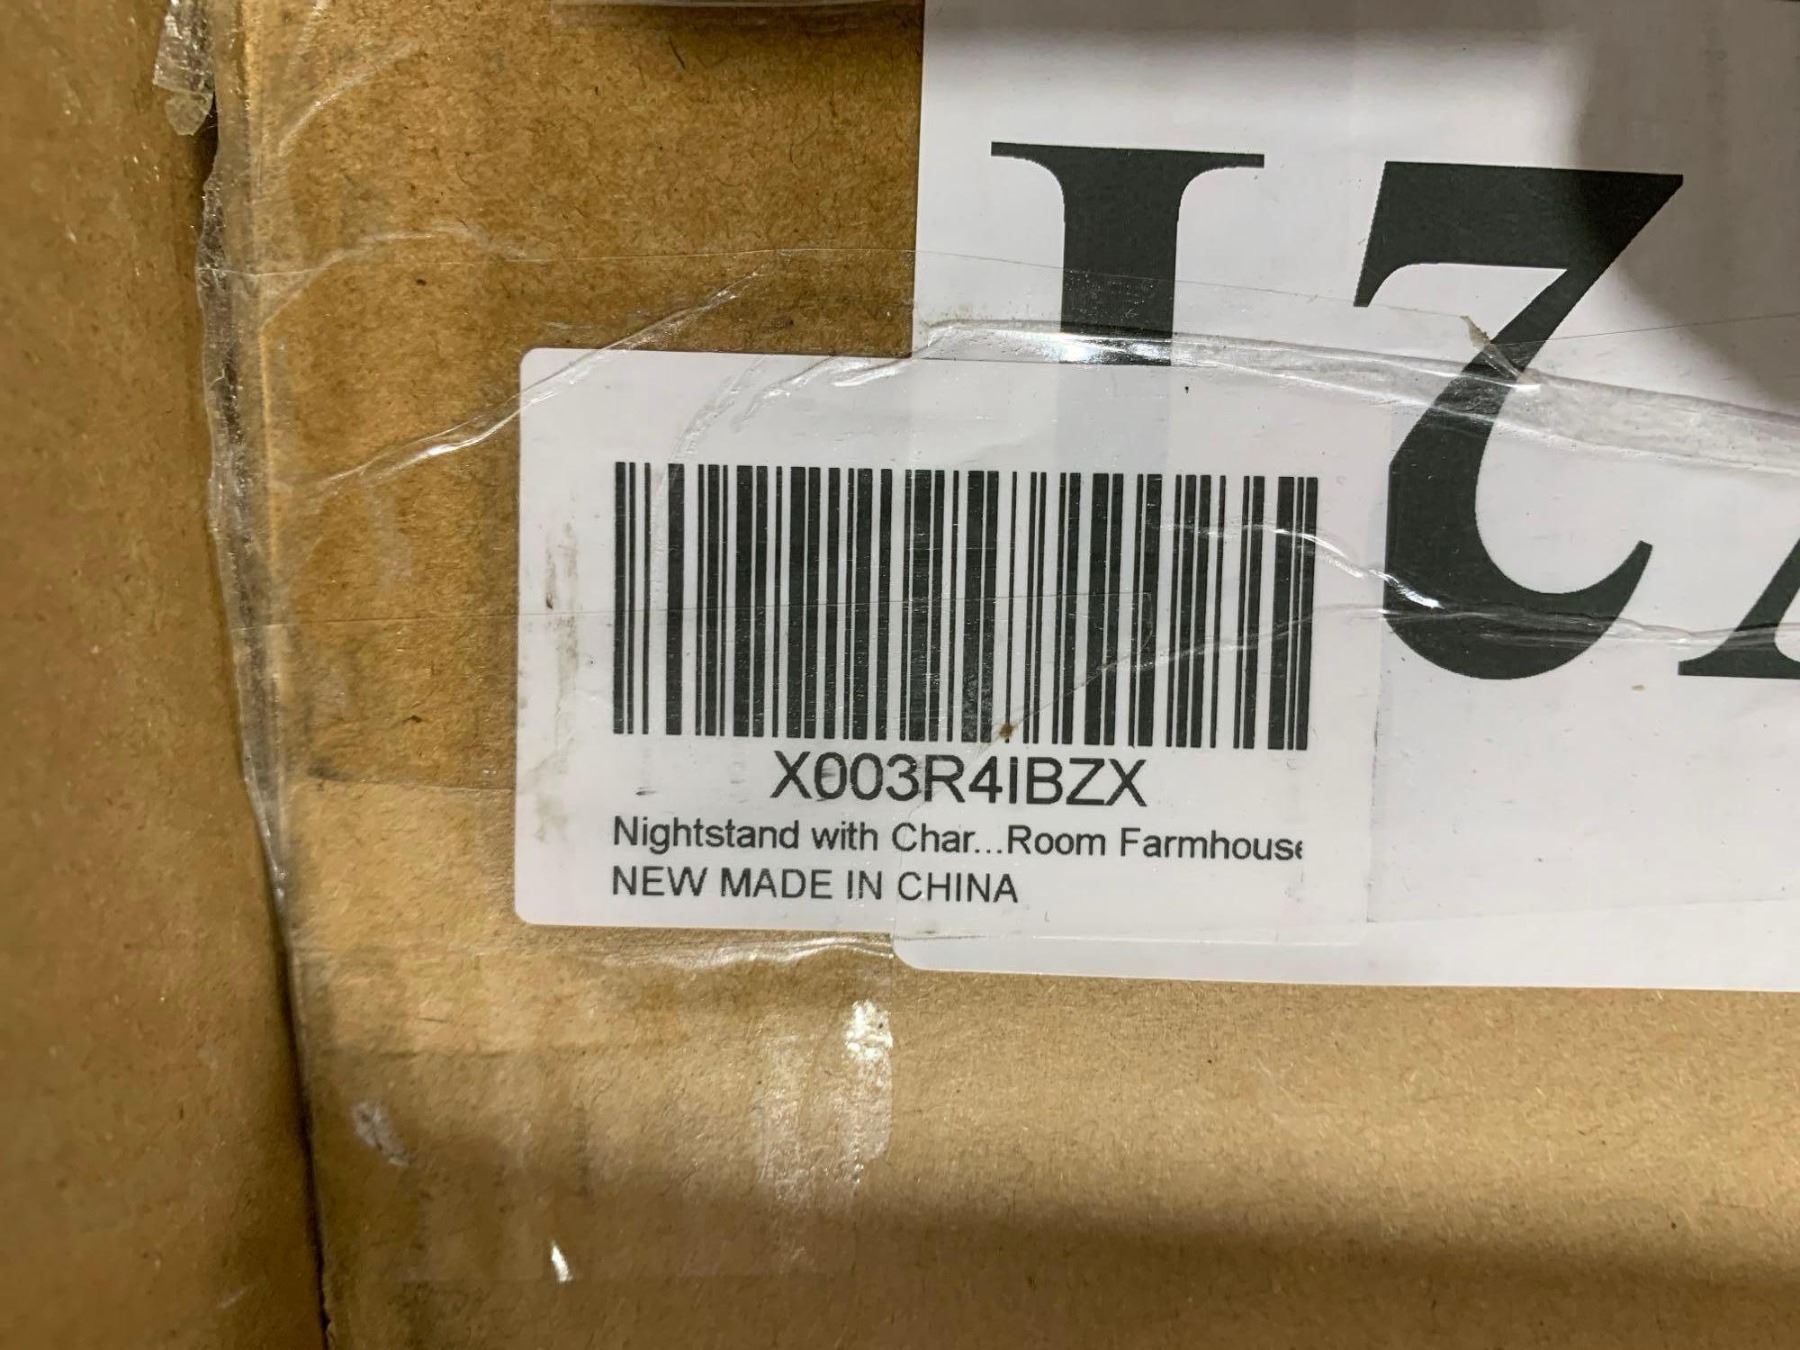 X003R4IBZX
Nightstand with Char...Room Farmhouse
NEW MADE IN CHINA